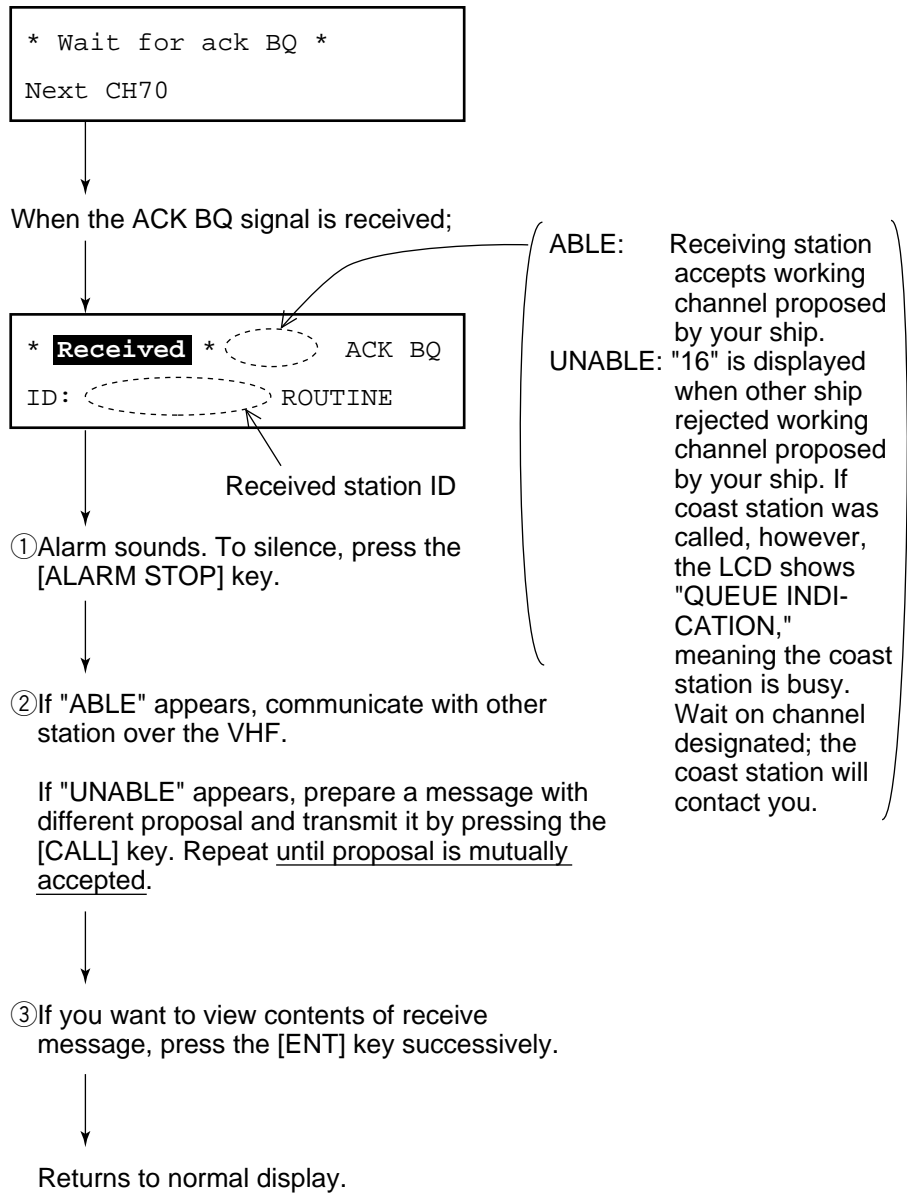 * Wait for ack BQ *
Next CH70
When the ACK BQ signal is received;
* Received * ACK BQ
ID: ROUTINE
Received station ID
ABLE: Receiving station
accepts working
channel proposed
by your ship.
UNABLE: "16" is displayed
when other ship
rejected working
channel proposed
by your ship. If
coast station was
called, however,
the LCD shows
"QUEUE INDI-
CATION,"
meaning the coast
station is busy.
Wait on channel
designated; the
coast station will
contact you.
①Alarm sounds. To silence, press the
[ALARM STOP] key.
②If "ABLE" appears, communicate with other
station over the VHF.
If "UNABLE" appears, prepare a message with
different proposal and transmit it by pressing the
[CALL] key. Repeat until proposal is mutually
accepted.
③If you want to view contents of receive
message, press the [ENT] key successively.
Returns to normal display.